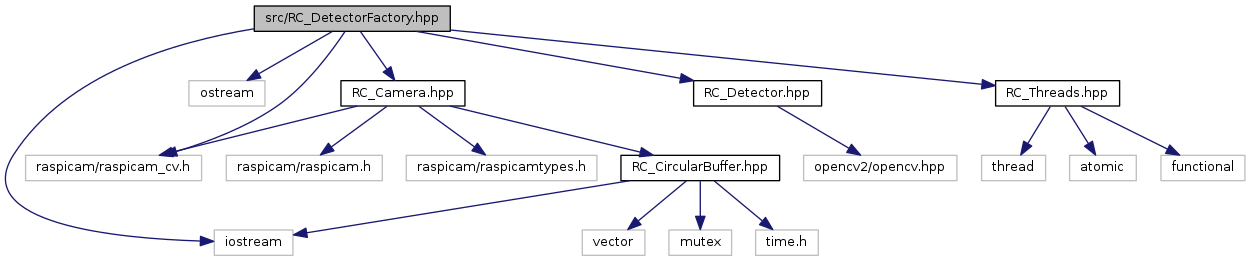 src/RC_DetectorFactory.hpp
ostream
RC_Camera.hpp
RC_Detector.hpp
RC_Threads.hpp
raspicam/raspicam_cv.h
raspicam/raspicam.h
raspicam/raspicamtypes.h
RC_CircularBuffer.hpp
opencv2/opencv.hpp
thread
atomic
functional
iostream
vector
mutex
time.h